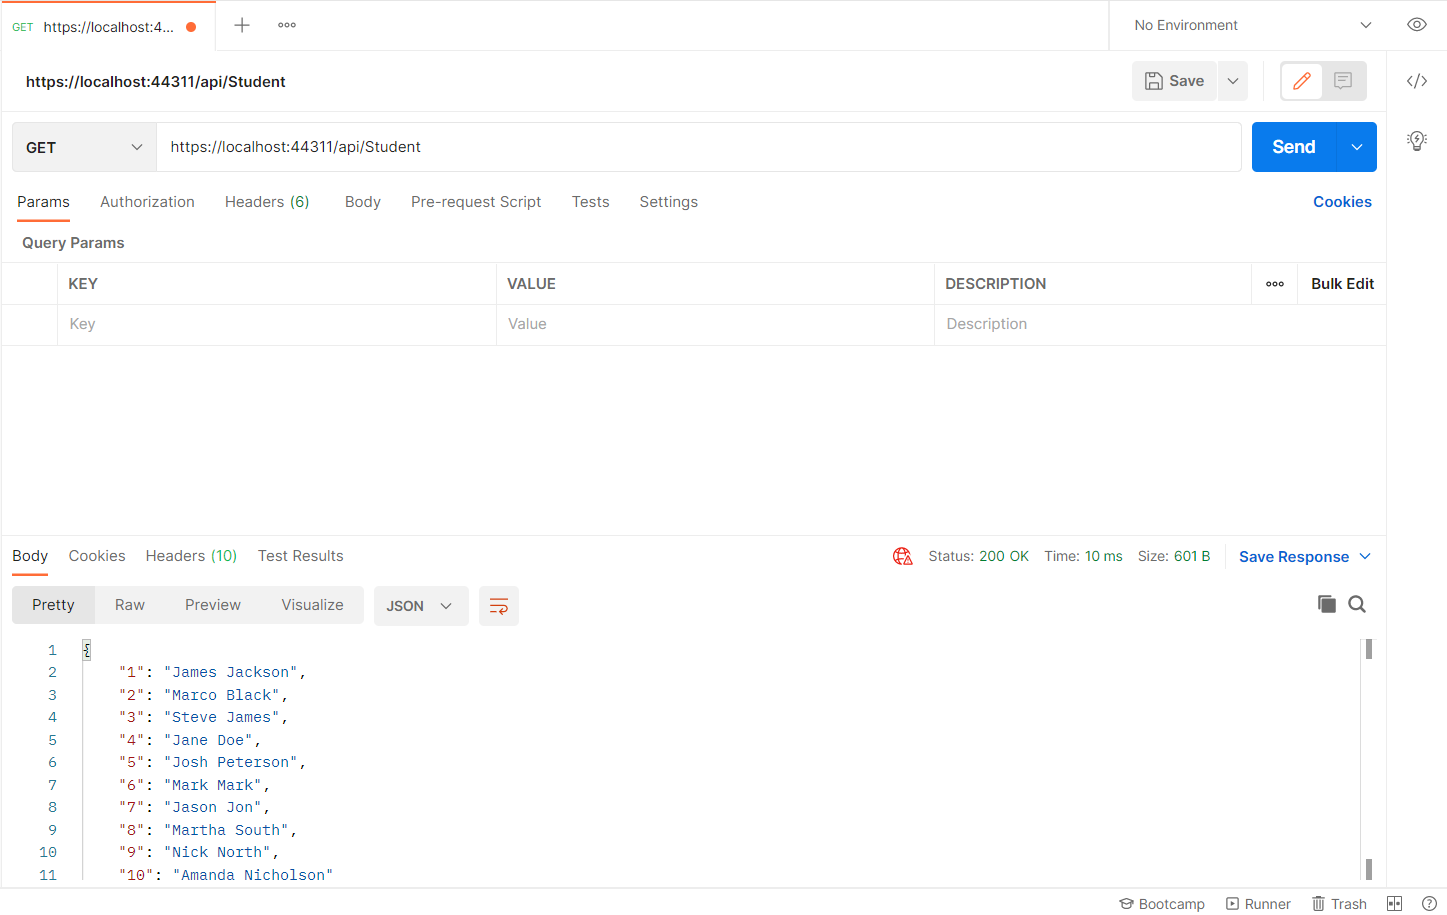 GET https://localhost:4...
No Environment
https://localhost:44311/api/Student
Save
GET
https://localhost:44311/api/Student
Send
Params Authorization Headers (6) Body Pre-request Script Tests Settings Cookies
Query Params
KEY VALUE DESCRIPTION Bulk Edit
Key Value Description
Body Cookies Headers (10) Test Results Status: 200 OK Time: 10 ms Size: 601 B Save Response
Pretty Raw Preview Visualize JSON
1 {
2 "1": "James Jackson",
3 "2": "Marco Black",
4 "3": "Steve James",
5 "4": "Jane Doe",
6 "5": "Josh Peterson",
7 "6": "Mark Mark",
8 "7": "Jason Jon",
9 "8": "Martha South",
10 "9": "Nick North",
11 "10": "Amanda Nicholson"
Bootcamp Runner Trash